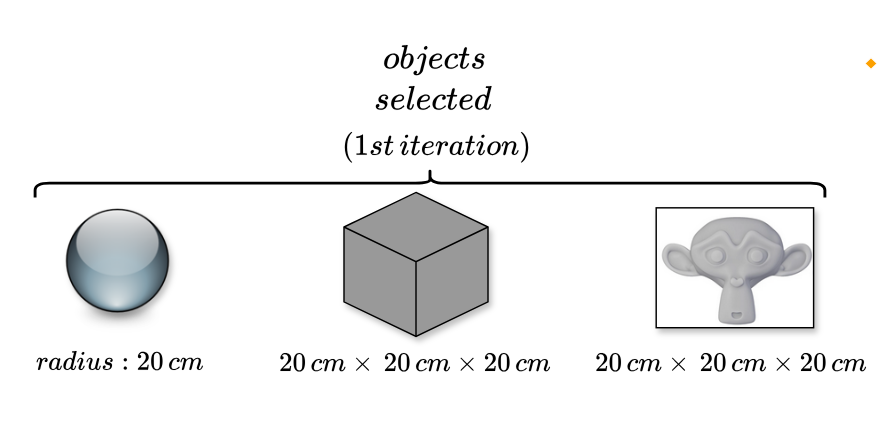 objects
selected
(1st iteration)
radius : 20 cm
20 cm × 20 cm × 20 cm
20 cm × 20 cm × 20 cm